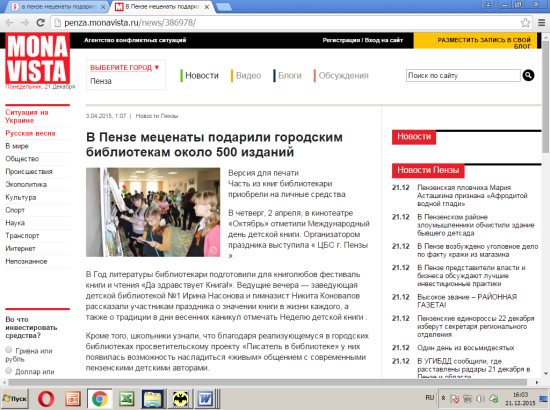 в пензе меценаты подарил
В Пензе меценаты подарил
penza.monavista.ru/news/386978/
MONA
VISTA
Понедельник, 21 Декабря
Агентство конфликтных ситуаций
Регистрация / Вход на сайт
РАЗМЕСТИТЬ ЗАПИСЬ В СВОЙ
БЛОГ
ВЫБЕРИТЕ ГОРОД ▼
Пенза
Новости
Видео
Блоги
Обсуждения
Поиск по сайту
Ситуация на
Украине
Русская весна
В мире
Общество
Происшествия
Экополитика
Культура
Спорт
Наука
Транспорт
Интернет
Непознанное
Во что
инвестировать
средства?
Гривна или
рубль
Доллар или
3.04.2015, 1:07 | Новости Пензы
В Пензе меценаты подарили городским
библиотекам около 500 изданий
Версия для печати
Часть из книг библиотекари
приобрели на личные средства
В четверг, 2 апреля, в кинотеатре
«Октябрь» отметили Международный
день детской книги. Организатором
праздника выступила « ЦБС г. Пензы
».
В Год литературы библиотекари подготовили для книголюбов фестиваль
книги и чтения «Да здравствует Книга!». Ведущие вечера — заведующая
детской библиотекой №1 Ирина Насонова и гимназист Никита Коновалов
рассказали участникам праздника о значении книги в жизни каждого, а
также о традиции в дни весенних каникул отмечать Неделю детской книги .
Кроме того, школьники узнали, что благодаря реализующемуся в городских
библиотеках просветительскому проекту «Писатель в библиотеке» у них
появилась возможность насладиться «живым» общением с современными
пензенскими детскими авторами.
Новости
Новости Пензы
21.12 Пензенская пловчиха Мария
Асташкина признана «Афродитой
водной глади»
21.12 В Пензенском районе
злоумышленники обчистили здание
бывшего детсада
21.12 В Пензе возбуждено уголовное дело
по факту кражи из магазина
21.12 В Пензе представители власти и
бизнеса обсуждают лучшие
инвестиционные практики
21.12 Высокое звание – РАЙОННАЯ
ГАЗЕТА!
21.12 Пензенские единороссы 22 декабря
изберут секретаря регионального
отделения
21.12 Один день из восьмидесятых
21.12 В УГИБДД сообщили, где
расставлены радары 21 декабря в
Пензе и области
Пуск
RU
16:03
21.12.2015